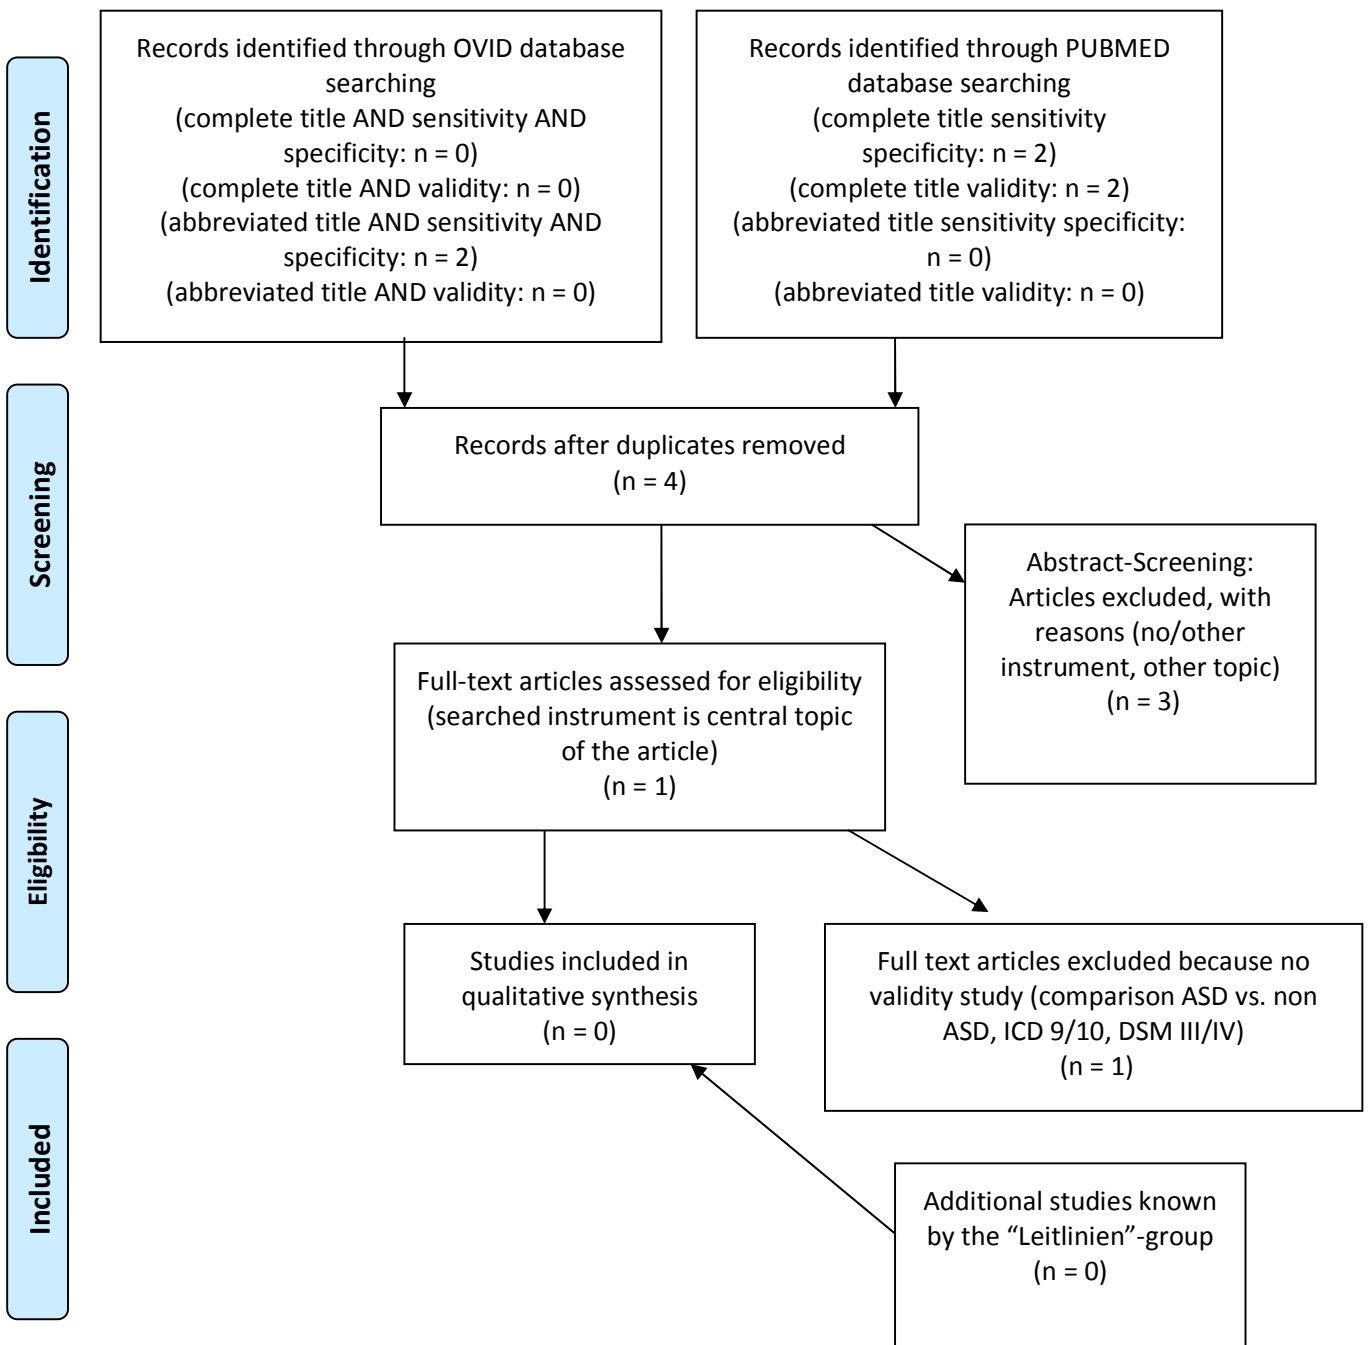 Identification
Records identified through OVID database
searching
(complete title AND sensitivity AND
specificity: n = 0)
(complete title AND validity: n = 0)
(abbreviated title AND sensitivity AND
specificity: n = 2)
(abbreviated title AND validity: n = 0)
Records identified through PUBMED
database searching
(complete title sensitivity
specificity: n = 2)
(complete title validity: n = 2)
(abbreviated title sensitivity specificity:
n = 0)
(abbreviated title validity: n = 0)
Screening
Records after duplicates removed
(n = 4)
Abstract-Screening:
Articles excluded, with
reasons (no/other
instrument, other topic)
(n = 3)
Eligibility
Full-text articles assessed for eligibility
(searched instrument is central topic
of the article)
(n = 1)
Studies included in
qualitative synthesis
(n = 0)
Full text articles excluded because no
validity study (comparison ASD vs. non
ASD, ICD 9/10, DSM III/IV)
(n = 1)
Included
Additional studies known
by the “Leitlinien”-group
(n = 0)